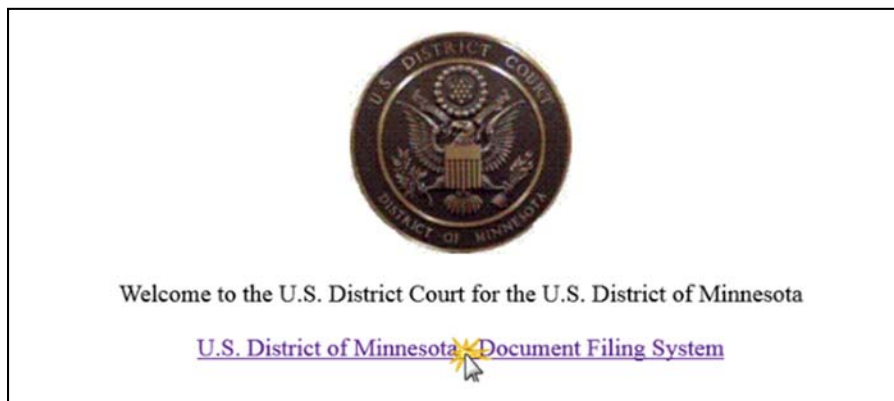 U.S. DISTRICT COURT
DISTRICT OF MINNESOTA
Welcome to the U.S. District Court for the U.S. District of Minnesota
U.S. District of Minnesota - Document Filing System